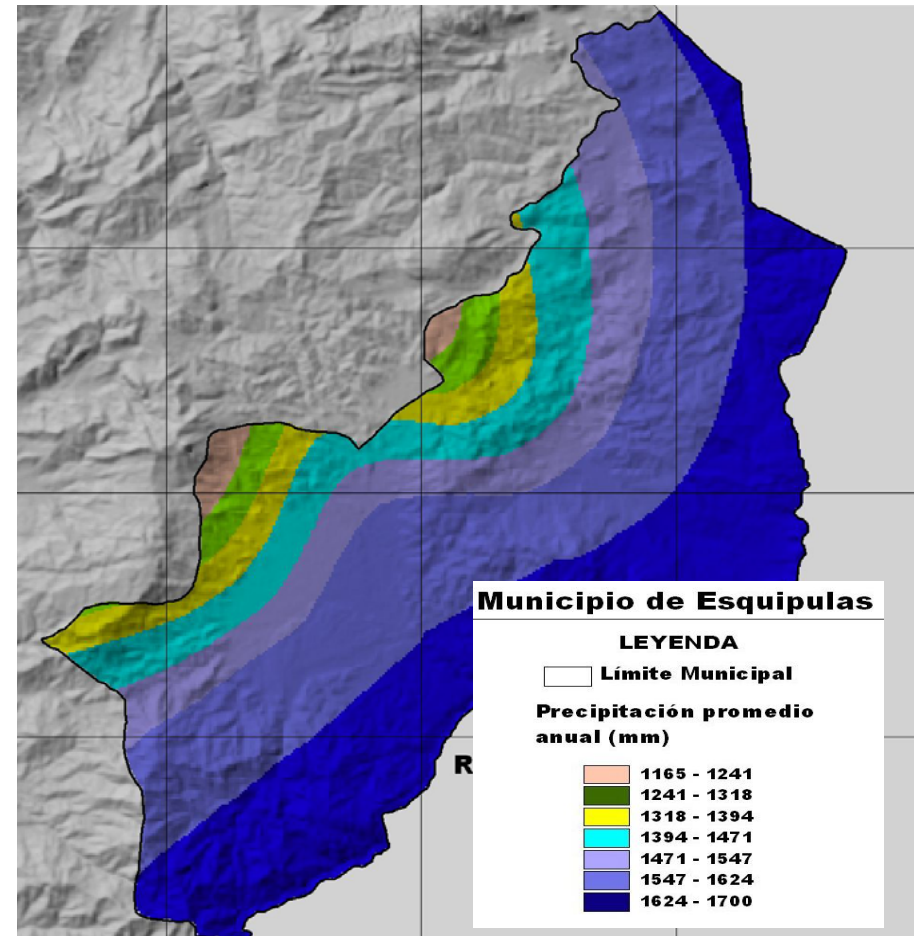 Municipio de Esquipulas
LEYENDA
Límite Municipal
Precipitación promedio
anual (mm)
1165 - 1241
1241 - 1318
1318 - 1394
1394 - 1471
1471 - 1547
1547 - 1624
1624 - 1700
R